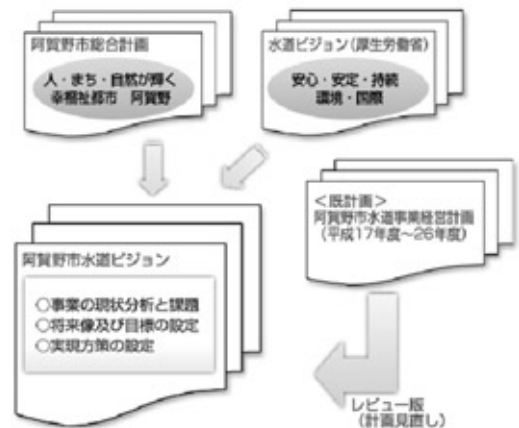 阿賀野市総合計画
人・まち・自然が輝く
幸福祉都市 阿賀野
水道ビジョン(厚生労働省)
安心・安定・持続
環境・国際
<既計画>
阿賀野市水道事業経営計画
(平成17年度~26年度)
阿賀野市水道ビジョン
○事業の現状分析と課題
○将来像及び目標の設定
○実現方策の設定
レビュー版
(計画見直し)